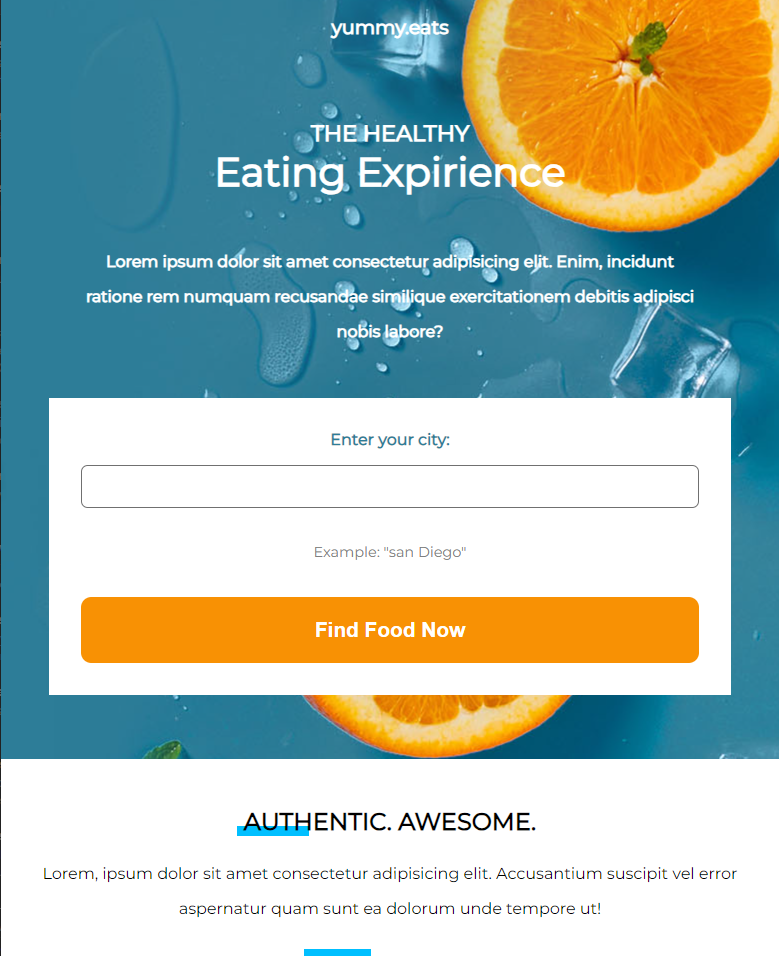 yummy.eats
THE HEALTHY
Eating Expirience
Lorem ipsum dolor sit amet consectetur adipisicing elit. Enim, incidunt
ratione rem numquam recusandae similique exercitationem debitis adipisci
nobis labore?
Enter your city:
Example: "san Diego"
Find Food Now
AUTHENTIC. AWESOME.
Lorem, ipsum dolor sit amet consectetur adipisicing elit. Accusantium suscipit vel error
aspernatur quam sunt ea dolorum unde tempore ut!